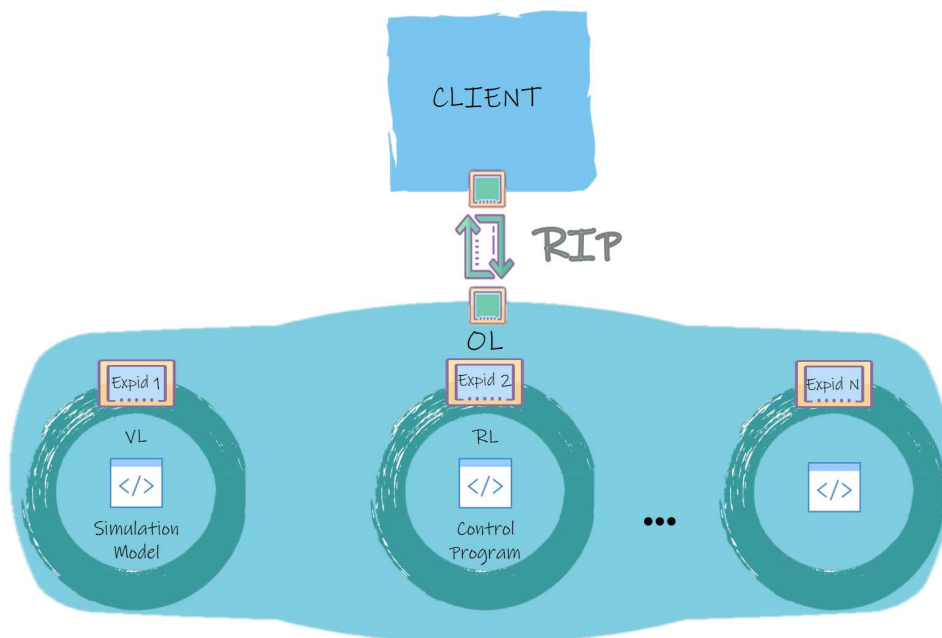 CLIENT
RIP
OL
Expid 1
Expid 2
Expid N
VL
RL
</>
</>
</>
Simulation
Model
Control
Program
...